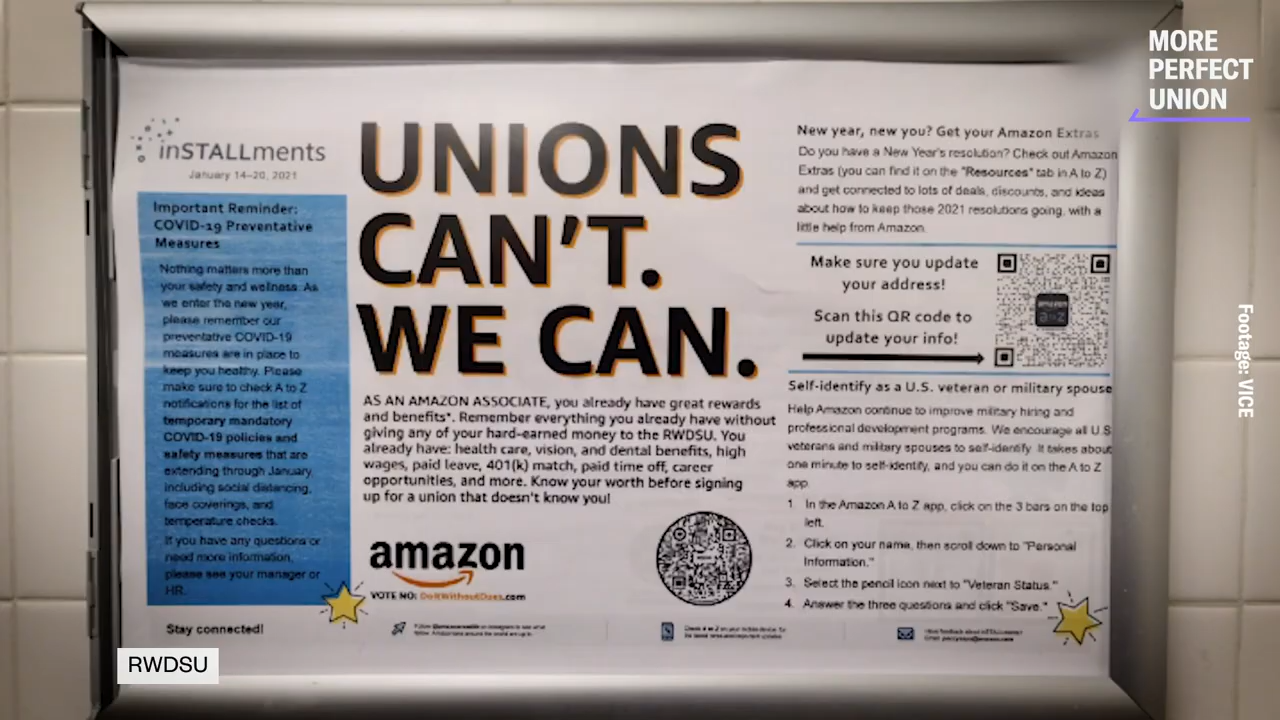 MORE
PERFECT
UNION
inSTALLments
January 14–20, 2021
Important Reminder:
COVID-19 Preventative
Measures
Nothing matters more than
your safety and wellness. As
we enter the new year,
please remember our
preventative COVID-19
measures are in place to
keep you healthy. Please
make sure to check A to Z
notifications for the list of
temporary mandatory
COVID-19 policies and
safety measures that are
extending through January,
including social distancing,
face coverings, and
temperature checks.
If you have any questions or
need more information,
please see your manager or
HR.
Stay connected!
UNIONS
CAN'T.
WE CAN.
AS AN AMAZON ASSOCIATE, you already have great rewards
and benefits*. Remember everything you already have without
giving any of your hard-earned money to the RWDSU. You
already have: health care, vision, and dental benefits, high
wages, paid leave, 401(k) match, paid time off, career
opportunities, and more. Know your worth before signing
up for a union that doesn't know you!
amazon
VOTE NO: DoItWithoutDues.com
New year, new you? Get your Amazon Extras
Do you have a New Year's resolution? Check out Amazon
Extras (you can find it on the "Resources" tab in A to Z)
and get connected to lots of deals, discounts, and ideas
about how to keep those 2021 resolutions going, with a
little help from Amazon.
Make sure you update
your address!
Scan this QR code to
update your info!
Self-identify as a U.S. veteran or military spouse
Help Amazon continue to improve military hiring and
professional development programs. We encourage all U.S
veterans and military spouses to self-identify. It takes about
one minute to self-identify, and you can do it on the A to Z
app.
1. In the Amazon A to Z app, click on the 3 bars on the top
left.
2. Click on your name, then scroll down to "Personal
Information."
3. Select the pencil icon next to "Veteran Status."
4. Answer the three questions and click "Save."
Footage: VICE
RWDSU